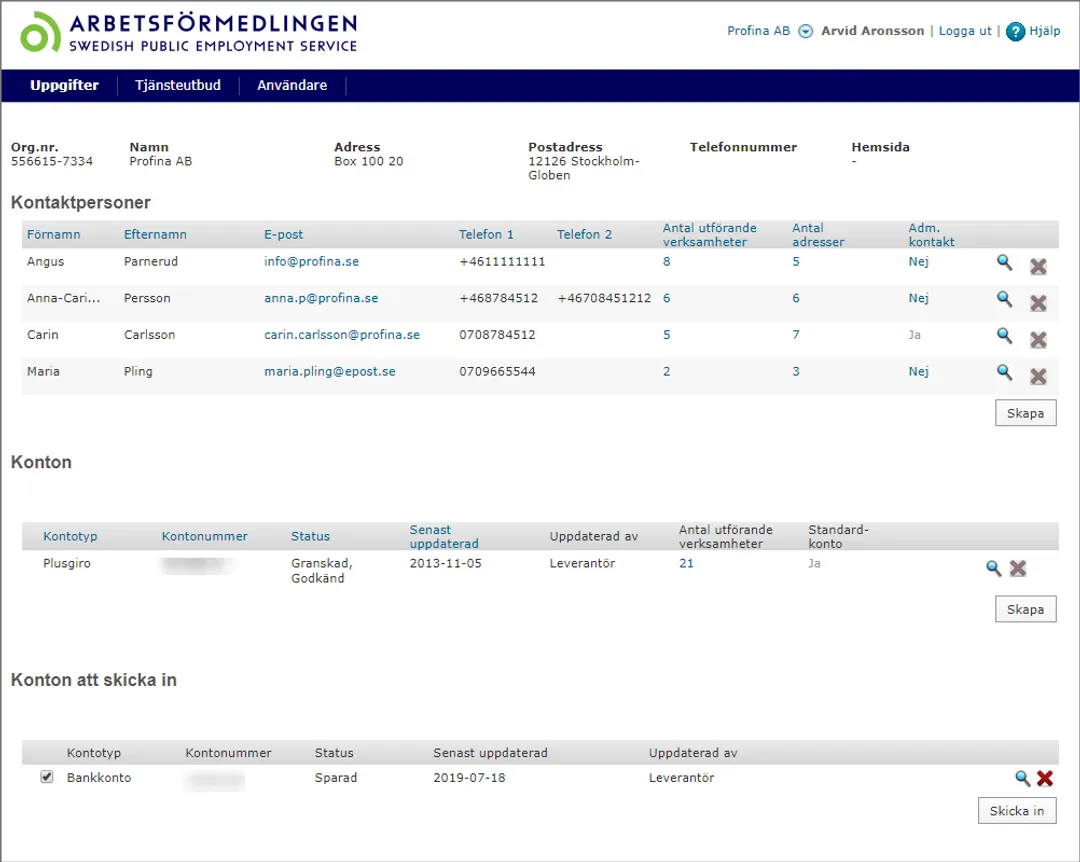 ARBETSFÖRMEDLINGEN
SWEDISH PUBLIC EMPLOYMENT SERVICE
Profina AB Arvid Aronsson | Logga ut | ? Hjälp
Uppgifter Tjänsteutbud Användare
Org.nr. Namn Adress Postadress Telefonnummer Hemsida
556615-7334 Profina AB Box 100 20 12126 Stockholm- -
Globen
Kontaktpersoner
Förnamn Efternamn E-post Telefon 1 Telefon 2 Antal utförande verksamheter Antal adresser Adm. kontakt
Angus Parnerud info@profina.se +4611111111 8 5 Nej
Anna-Cari... Persson anna.p@profina.se +468784512 +46708451212 6 6 Nej
Carin Carlsson carin.carlsson@profina.se 0708784512 5 7 Ja
Maria Pling maria.pling@epost.se 0709665544 2 3 Nej
Skapa
Konton
Kontotyp Kontonummer Status Senast uppdaterad Uppdaterad av Antal utförande verksamheter Standard-konto
Plusgiro Granskad, 2013-11-05 Leverantör 21 Ja
Godkänd
Skapa
Konton att skicka in
Kontotyp Kontonummer Status Senast uppdaterad Uppdaterad av
Bankkonto Sparad 2019-07-18 Leverantör
Skicka in